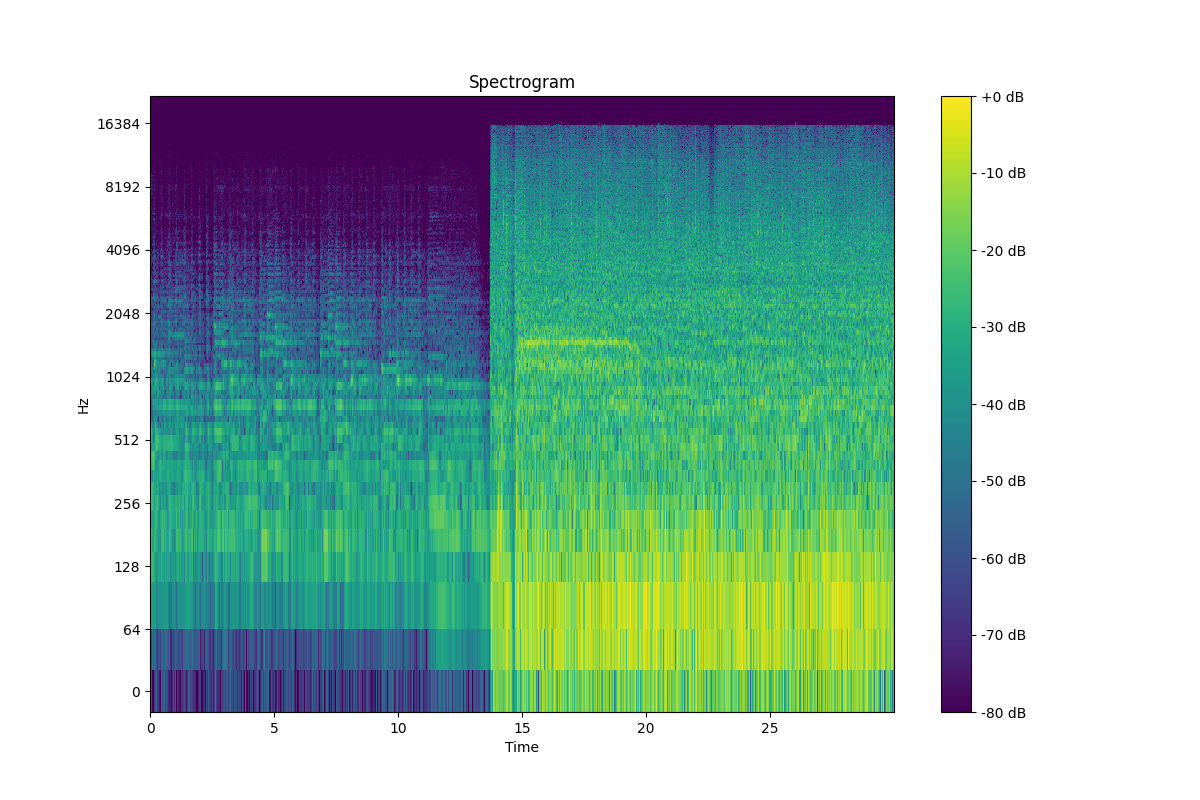 Spectrogram
16384
8192
4096
2048
1024
512
256
128
64
0
Hz
0
5
10
15
20
25
Time
+0 dB
-10 dB
-20 dB
-30 dB
-40 dB
-50 dB
-60 dB
-70 dB
-80 dB